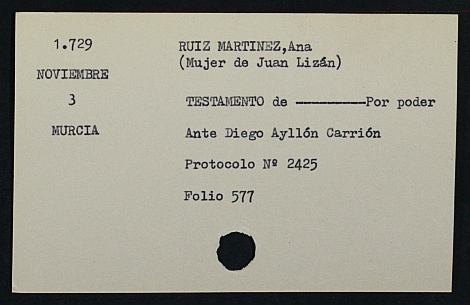 1.729
NOVIEMBRE
3
MURCIA
RUIZ MARTINEZ,Ana
(Mujer de Juan Lizán)
TESTAMENTO de ----------Por poder
Ante Diego Ayllón Carrión
Protocolo Nº 2425
Folio 577